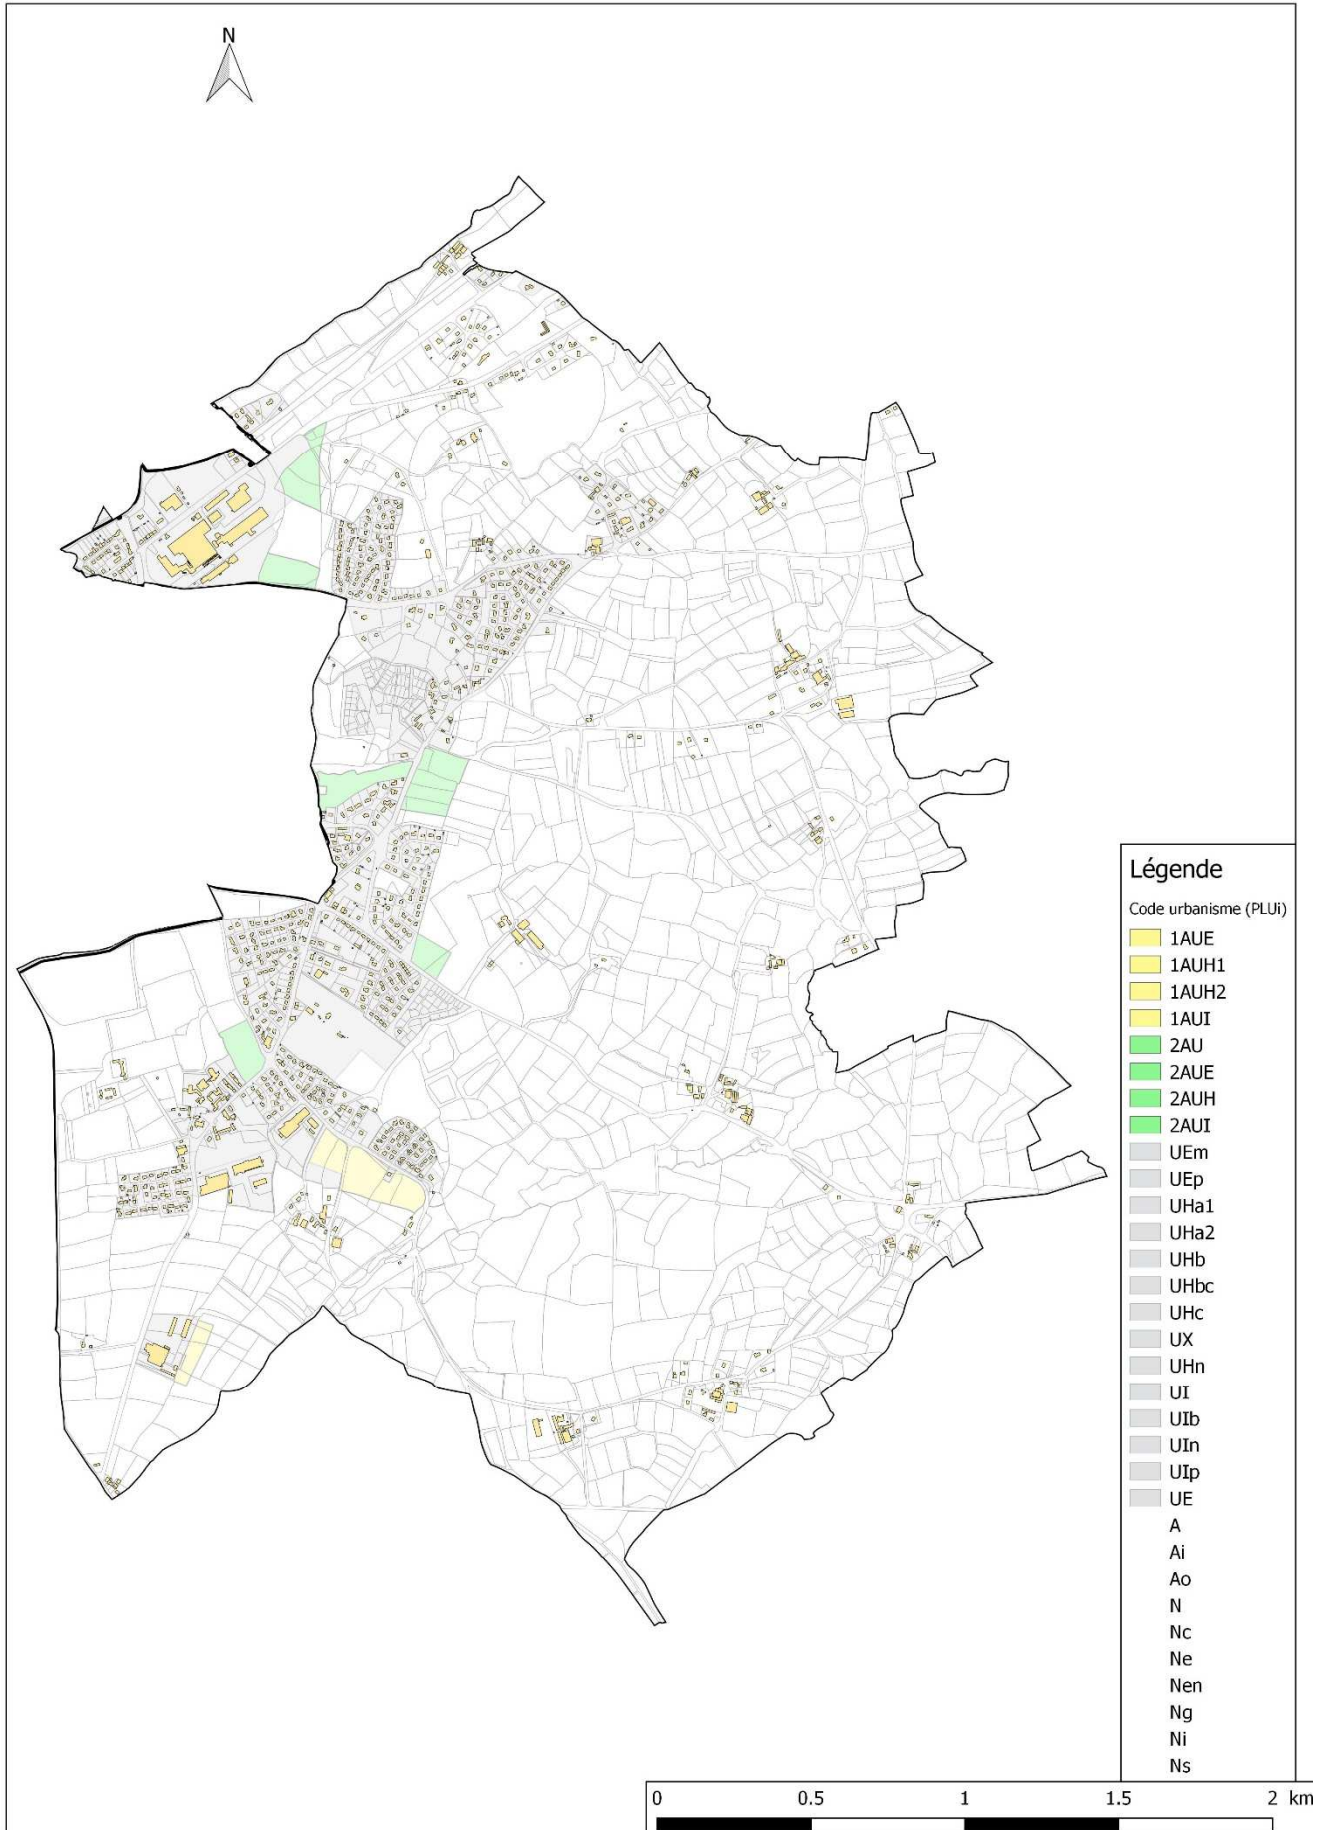 N
Légende
Code urbanisme (PLUi)
1AUE
1AUH1
1AUH2
1AUI
2AU
2AUE
2AUH
2AUI
UEm
UEp
UHa1
UHa2
UHb
UHbc
UHc
UX
UHn
UI
UIb
UIn
UIp
UE
A
Ai
Ao
N
Nc
Ne
Nen
Ng
Ni
Ns
0 0.5 1 1.5 2 km